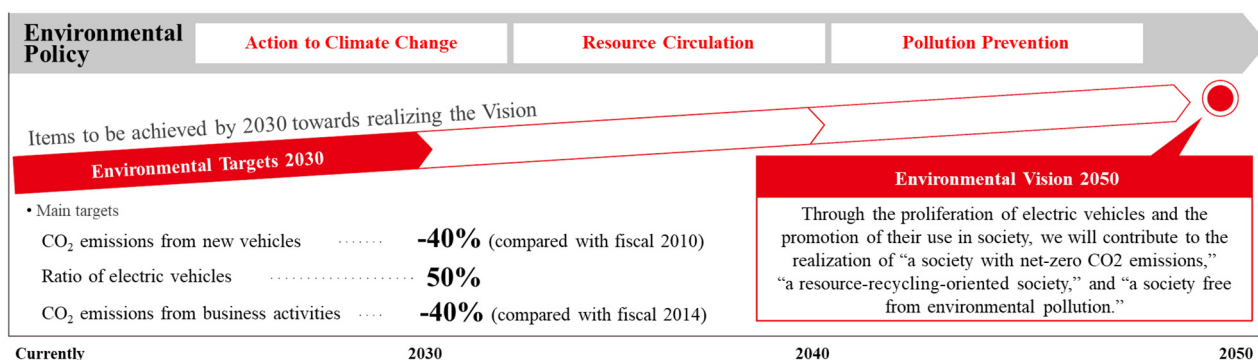 Environmental
Policy
Action to Climate Change
Resource Circulation
Pollution Prevention
Items to be achieved by 2030 towards realizing the Vision
Environmental Targets 2030
• Main targets
CO₂ emissions from new vehicles ······· -40% (compared with fiscal 2010)
Ratio of electric vehicles ······················ 50%
CO₂ emissions from business activities ···· -40% (compared with fiscal 2014)
Environmental Vision 2050
Through the proliferation of electric vehicles and the
promotion of their use in society, we will contribute to the
realization of “a society with net-zero CO2 emissions,”
“a resource-recycling-oriented society,” and “a society free
from environmental pollution.”
Currently 2030 2040 2050